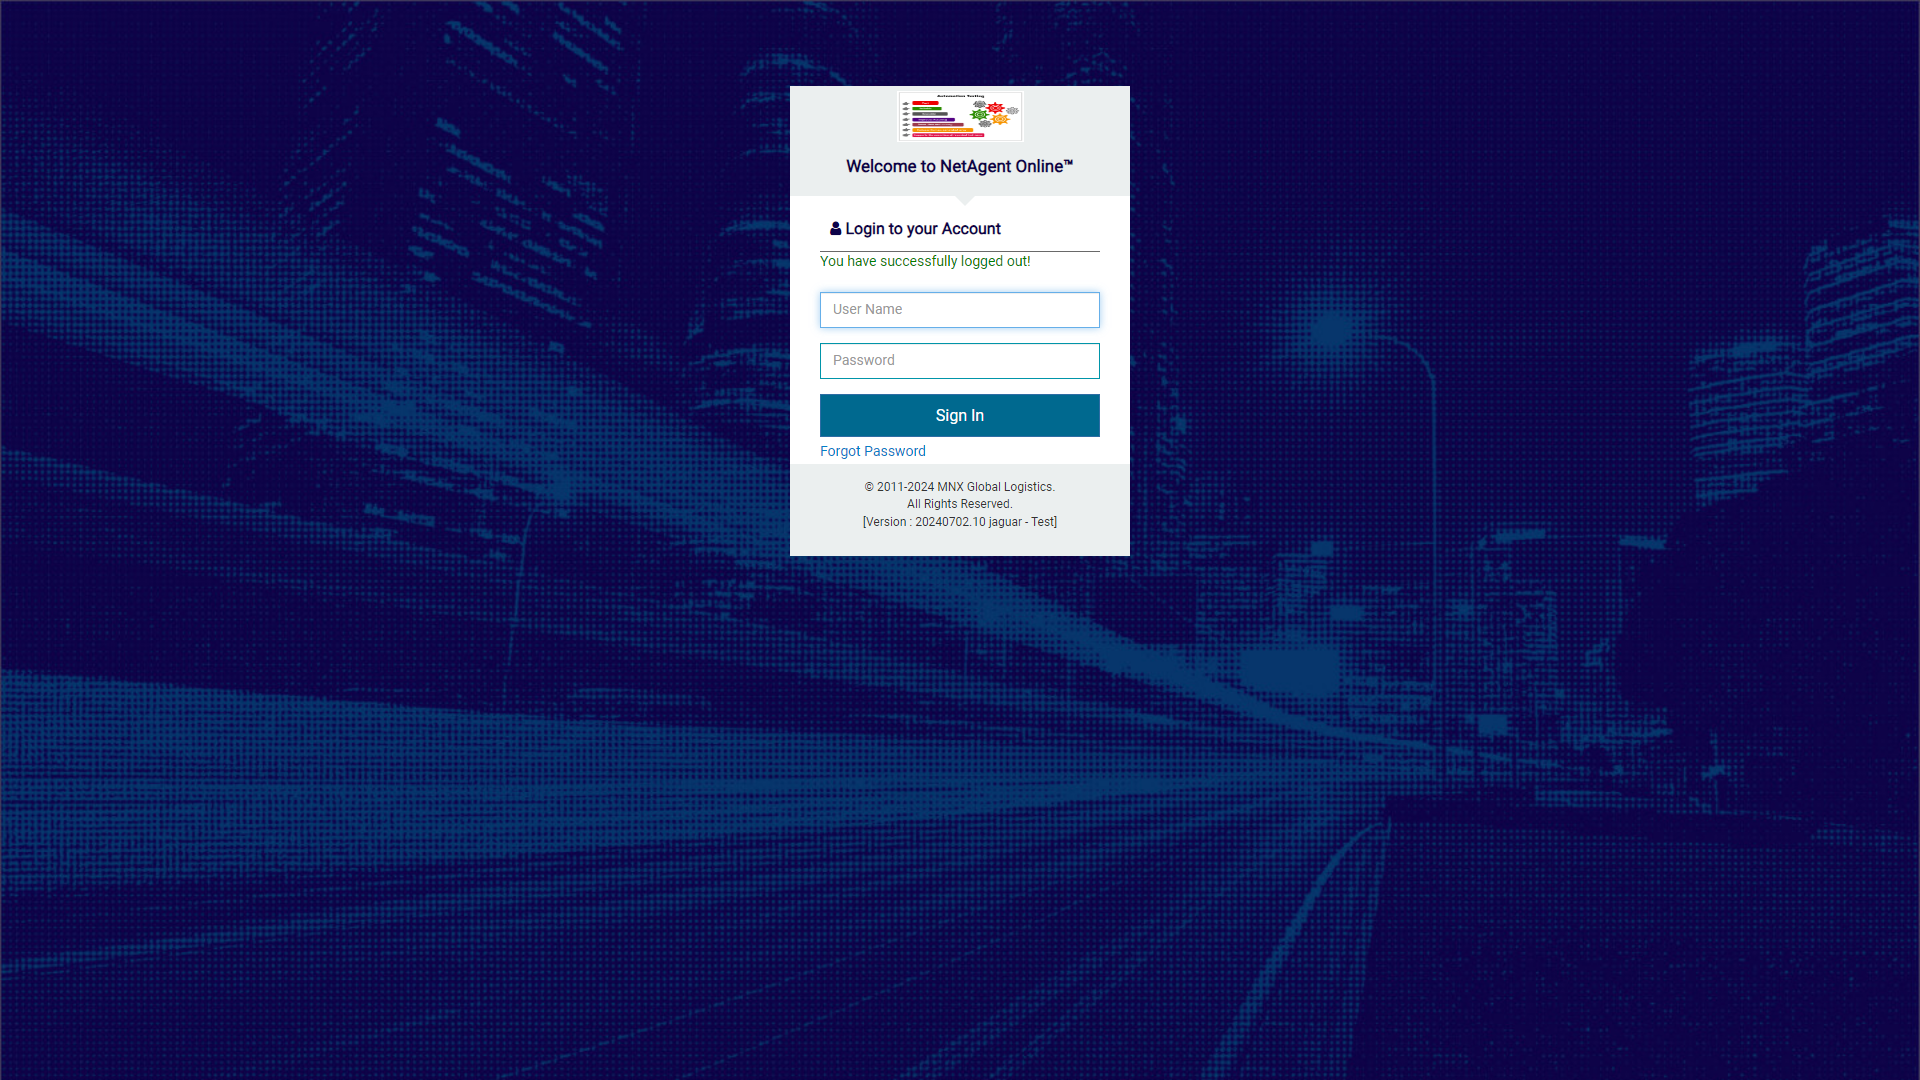 Automation Testing
Welcome to NetAgent Online™
Login to your Account
You have successfully logged out!
User Name
Password
Sign In
Forgot Password
© 2011-2024 MNX Global Logistics.
All Rights Reserved.
[Version : 20240702.10 jaguar - Test]